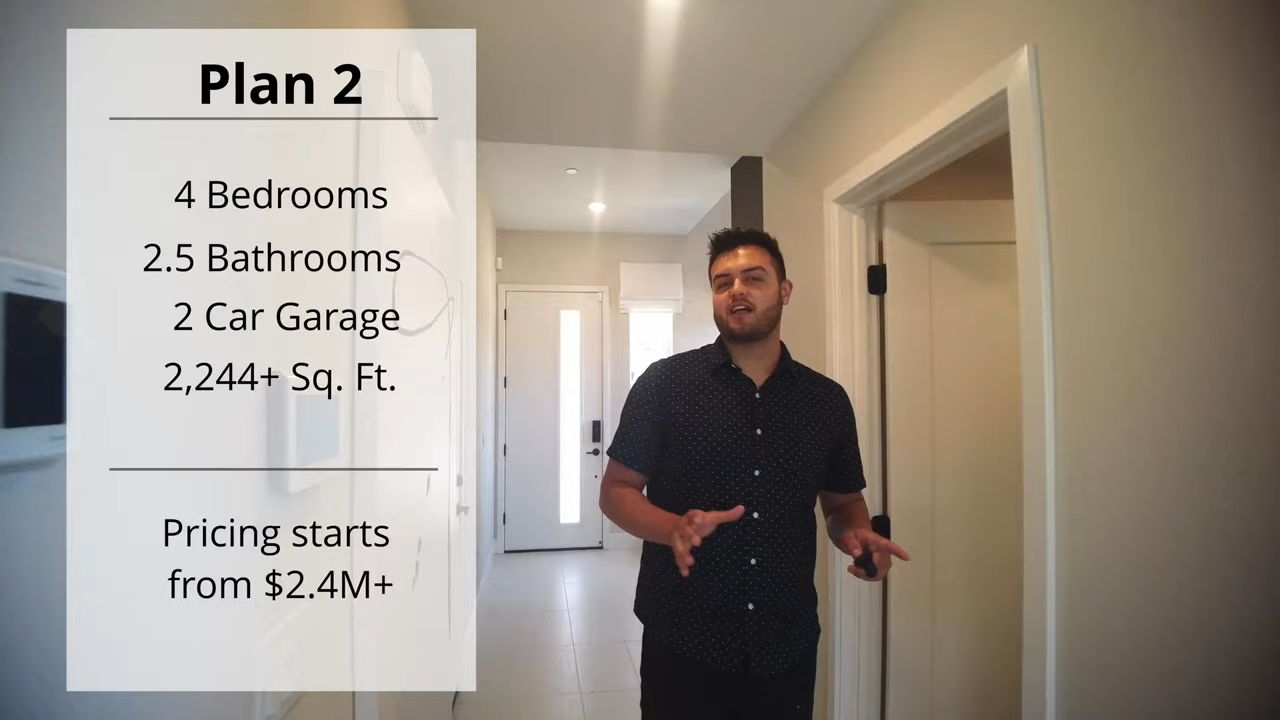 Plan 2
4 Bedrooms
2.5 Bathrooms
2 Car Garage
2,244+ Sq. Ft.
Pricing starts
from $2.4M+